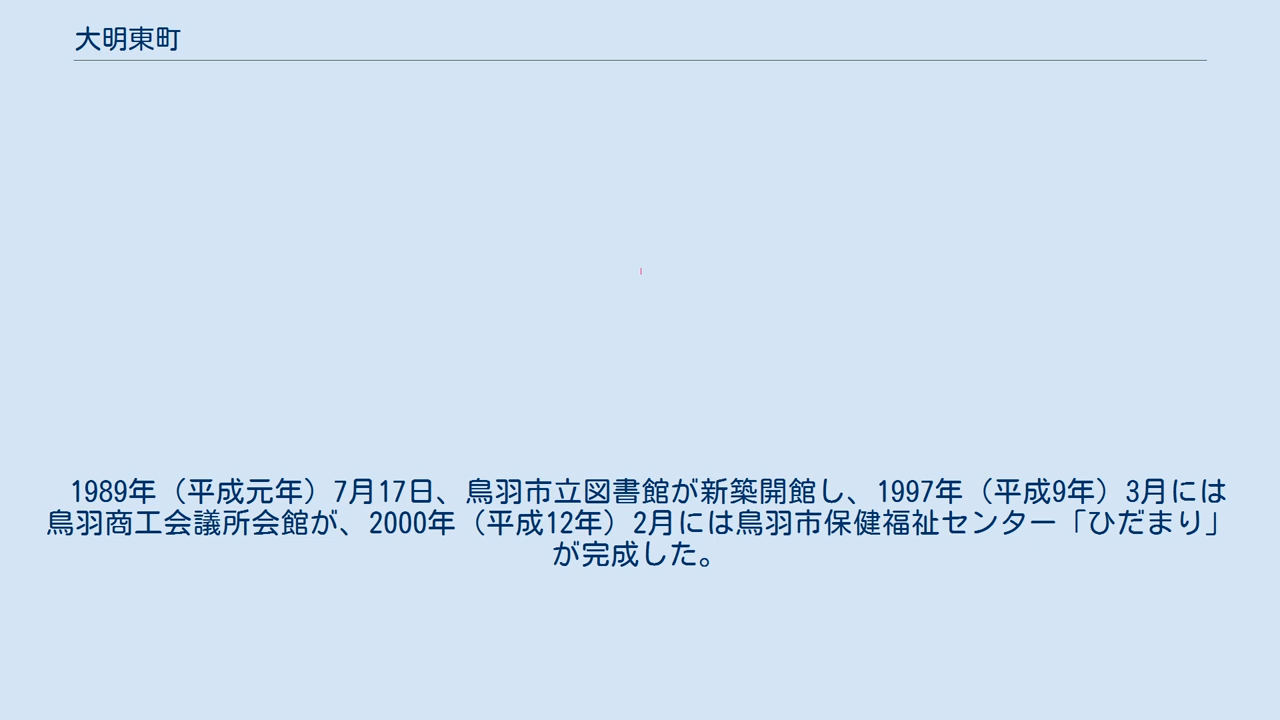 大明東町
1989年（平成元年）7月17日、鳥羽市立図書館が新築開館し、1997年（平成9年）3月には
鳥羽商工会議所会館が、2000年（平成12年）2月には鳥羽市保健福祉センター「ひだまり」
が完成した。